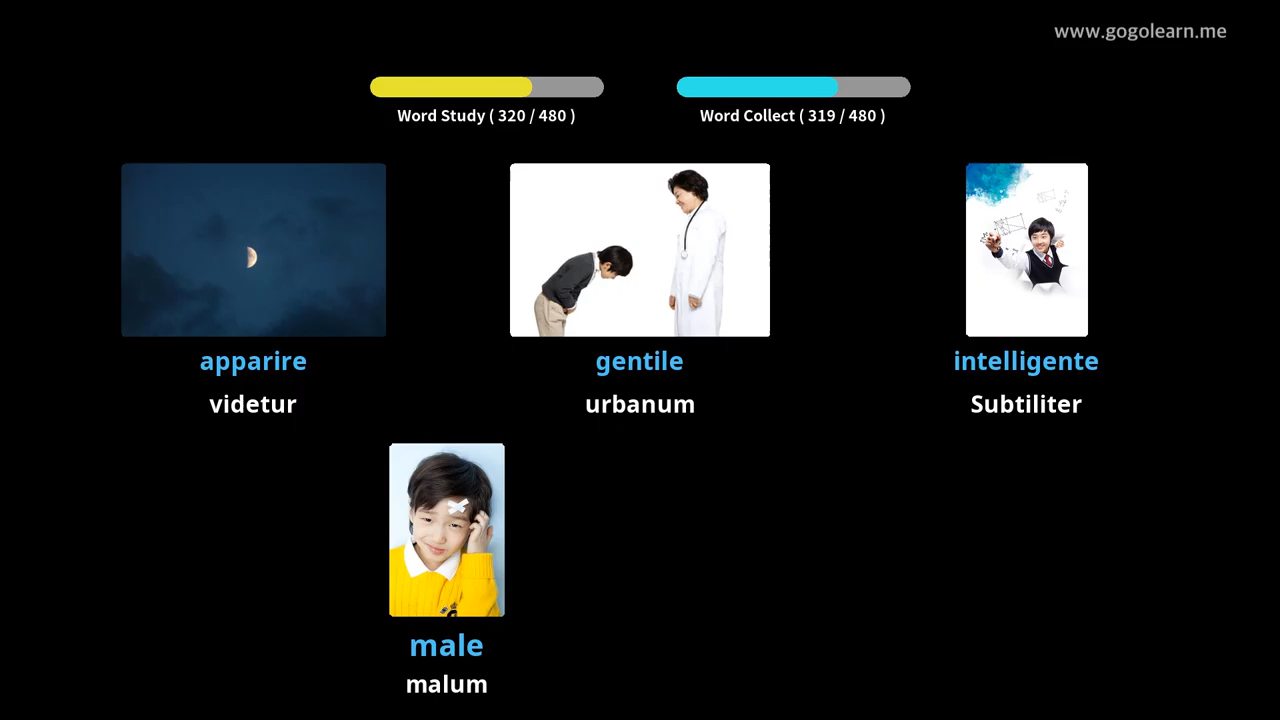 www.gogolearn.me
Word Study ( 320 / 480 )
Word Collect ( 319 / 480 )
apparire
videtur
gentile
urbanum
intelligente
Subtiliter
male
malum